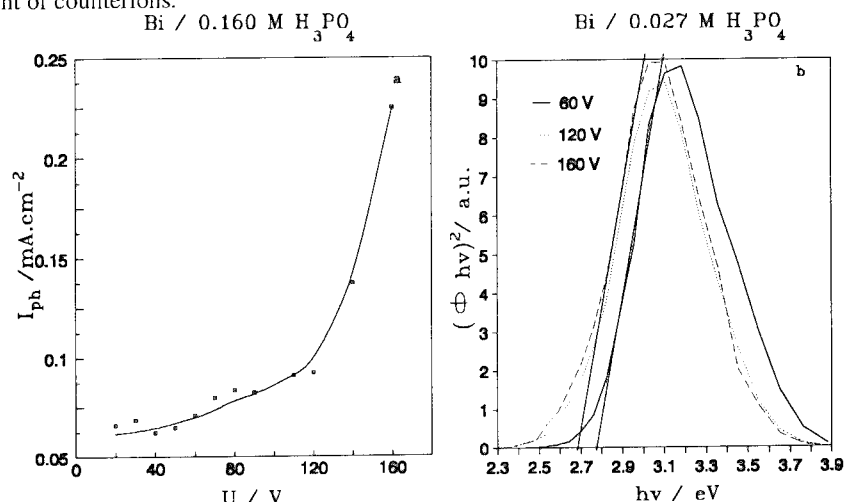 nt of counterions.
Bi / 0.160 M H3PO4
Bi / 0.027 M H3PO4
a
0.25
0.2
0.15
0.1
0.05
0 40 80 120 160
Iph /mA.cm-2
U / V
b
60 V
120 V
160 V
10
9
8
7
6
5
4
3
2
1
0
2.3 2.5 2.7 2.9 3.1 3.3 3.5 3.7 3.9
(Φ hν)2/ a.u.
hν / eV